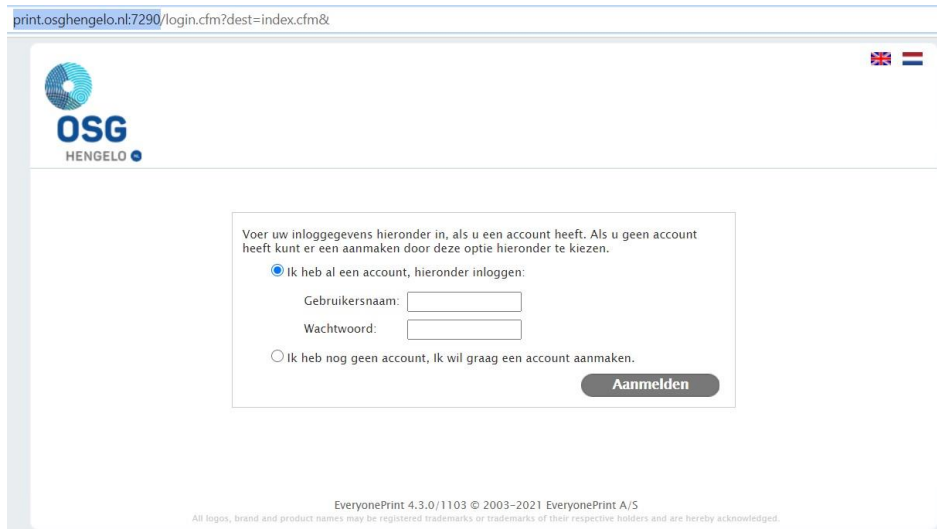 print.osghengelo.nl:7290/login.cfm?dest=index.cfm&
OSG
HENGELO
Voer uw inloggegevens hieronder in, als u een account heeft. Als u geen account
heeft kunt er een aanmaken door deze optie hieronder te kiezen.
Ik heb al een account, hieronder inloggen:
Gebruikersnaam:
Wachtwoord:
Ik heb nog geen account, Ik wil graag een account aanmaken.
Aanmelden
EveryonePrint 4.3.0/1103 © 2003-2021 EveryonePrint A/S
All logos, brand and product names may be registered trademarks or trademarks of their respective holders and are hereby acknowledged.